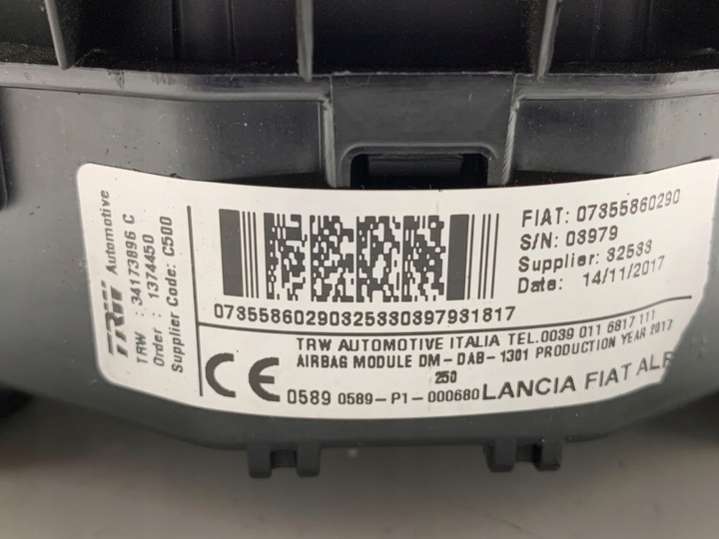 TRW Automotive
TRW : 34173896 C
Order : 1374450
Supplier Code: C500
FIAT: 07355860290
S/N: 03979
Supplier: 32533
Date: 14/11/2017
07355860290325330397931817
TRW AUTOMOTIVE ITALIA TEL.0039 011 6817 111
AIRBAG MODULE DM-DAB-1301 PRODUCTION YEAR 2017
250
CE 0589 0589-P1-000680 LANCIA FIAT ALF